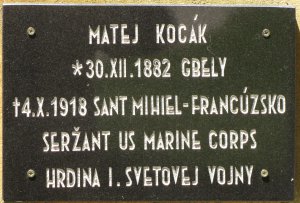 MATEJ KOCÁK
*30.XII.1882 GBELY
†4.X.1918 SANT MIHIEL-FRANCÚZSKO
SERŽANT US MARINE CORPS
HRDINA I. SVETOVEJ VOJNY